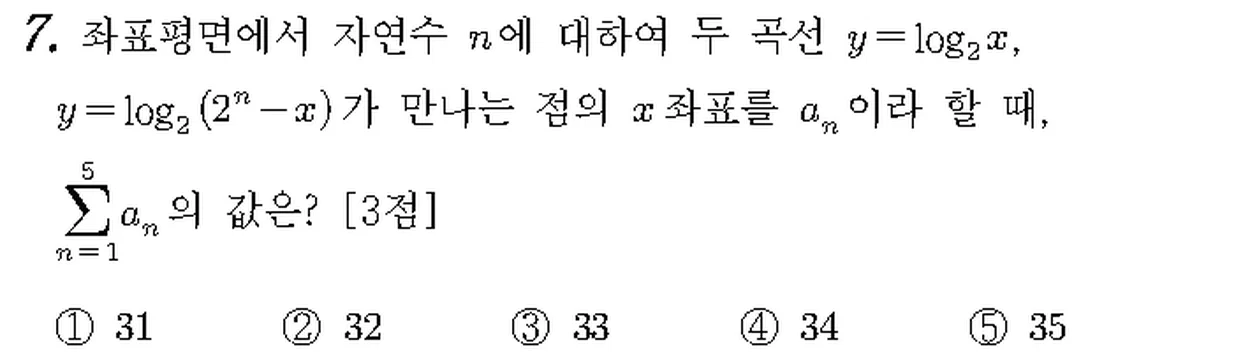 7. 좌표평면에서 자연수 n에 대하여 두 곡선 y=log₂x,
y=log₂(2ⁿ−x)가 만나는 점의 x좌표를 aₙ이라 할 때,
∑_{n=1}^{5} aₙ의 값은? [3점]
① 31 ② 32 ③ 33 ④ 34 ⑤ 35